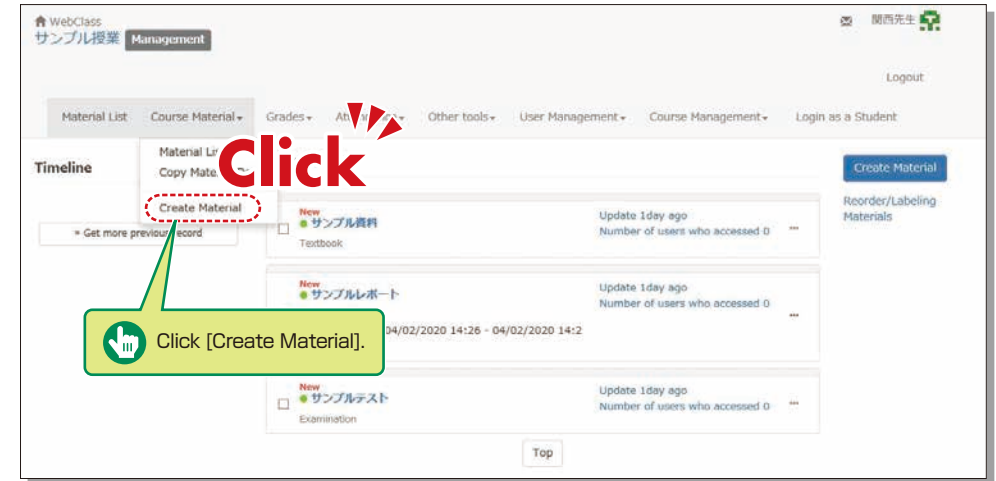 WebClass
関西先生
サンプル授業 Management
Logout
Material List Course Material Grades Other tools User Management Course Management Login as a Student
Click
Timeline
Material
Copy
Create Material
Create Material
Reorder/Labeling
Materials
» Get more previous record
New
サンプル資料
Textbook
Update 1day ago
Number of users who accessed 0
New
サンプルレポート
Update 1day ago
Number of users who accessed 0
04/02/2020 14:26 - 04/02/2020 14:2
Click [Create Material].
New
サンプルテスト
Examination
Update 1day ago
Number of users who accessed 0
Top